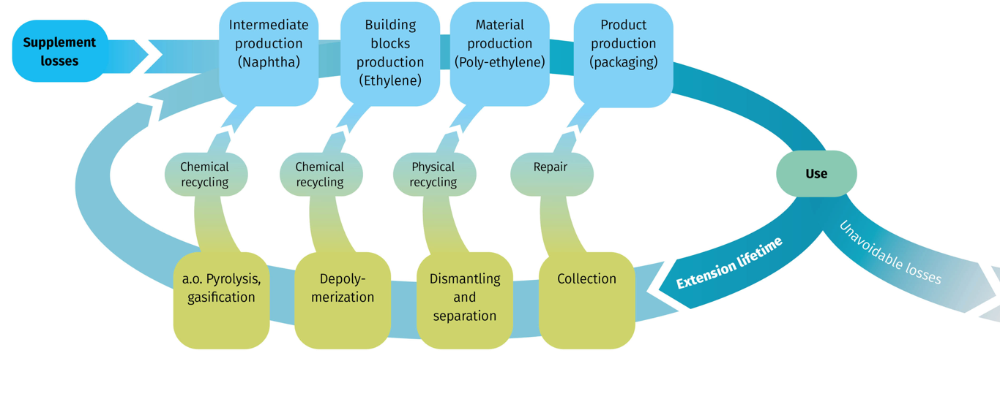 Supplement
losses
Intermediate
production
(Naphtha)
Building
blocks
production
(Ethylene)
Material
production
(Poly-ethylene)
Product
production
(packaging)
Chemical
recycling
Chemical
recycling
Physical
recycling
Repair
Use
a.o. Pyrolysis,
gasification
Depoly-
merization
Dismantling
and
separation
Collection
Extension lifetime
Unavoidable losses